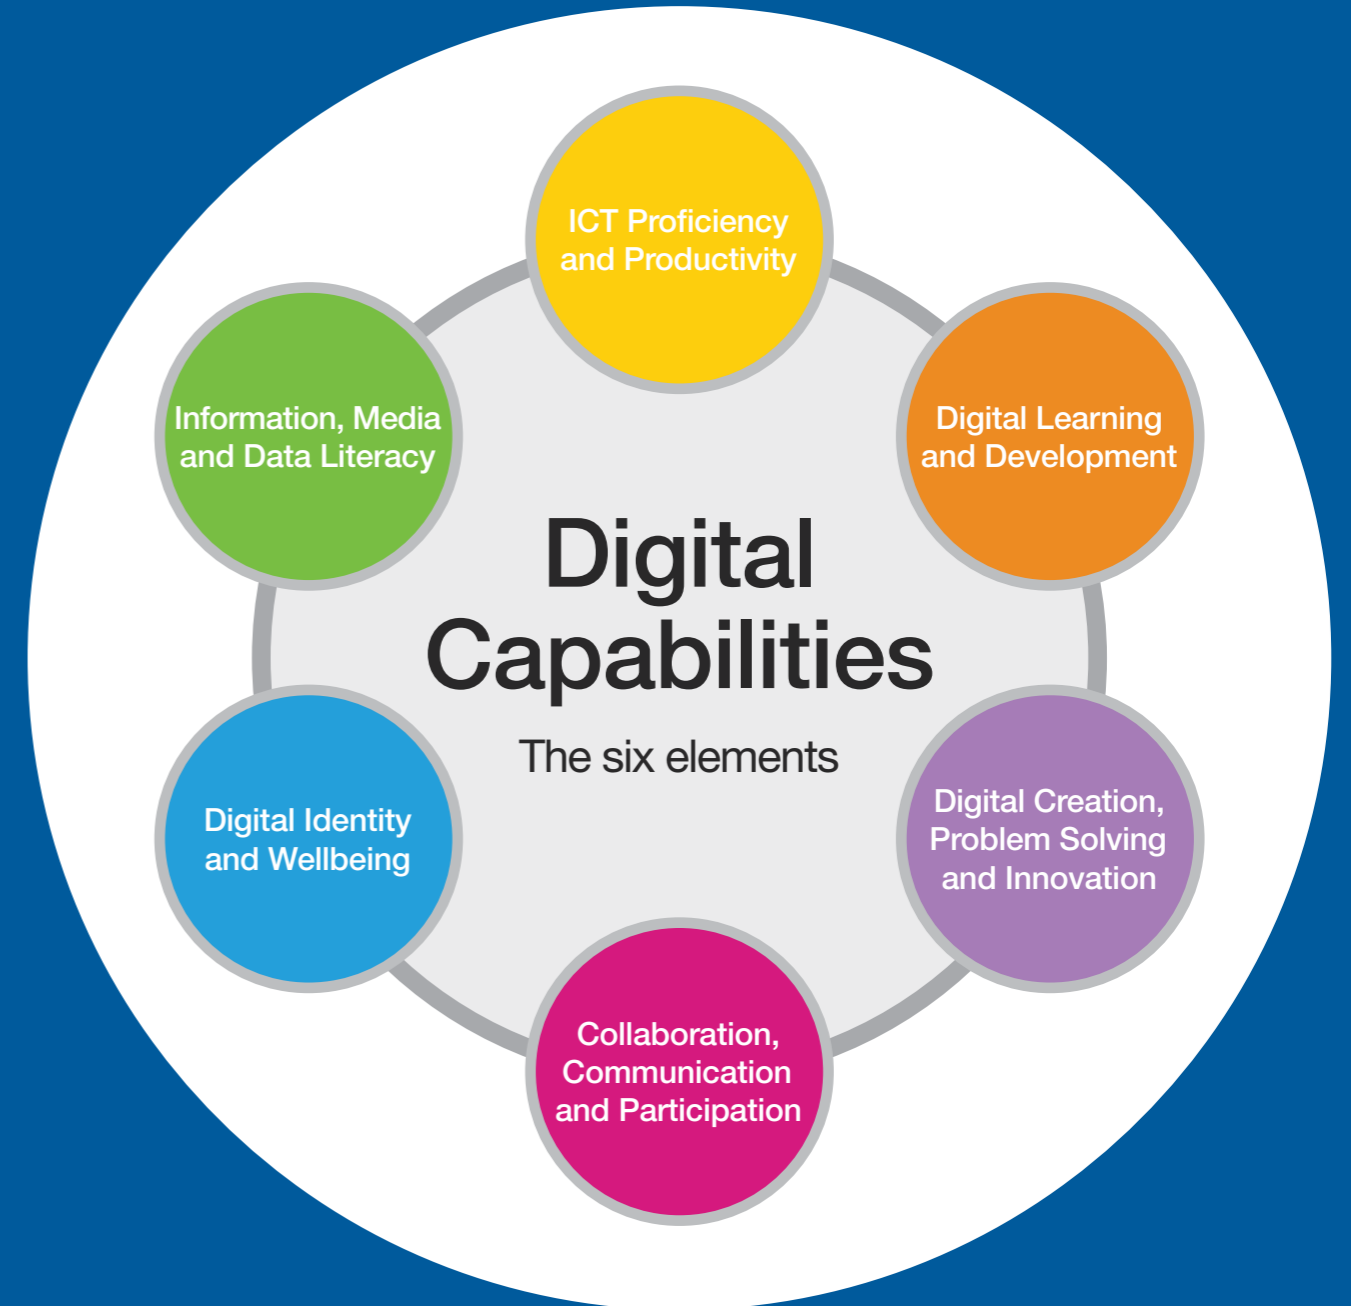 ICT Proficiency
and Productivity
Digital Learning
and Development
Digital Creation,
Problem Solving
and Innovation
Collaboration,
Communication
and Participation
Digital Identity
and Wellbeing
Information, Media
and Data Literacy
Digital
Capabilities
The six elements